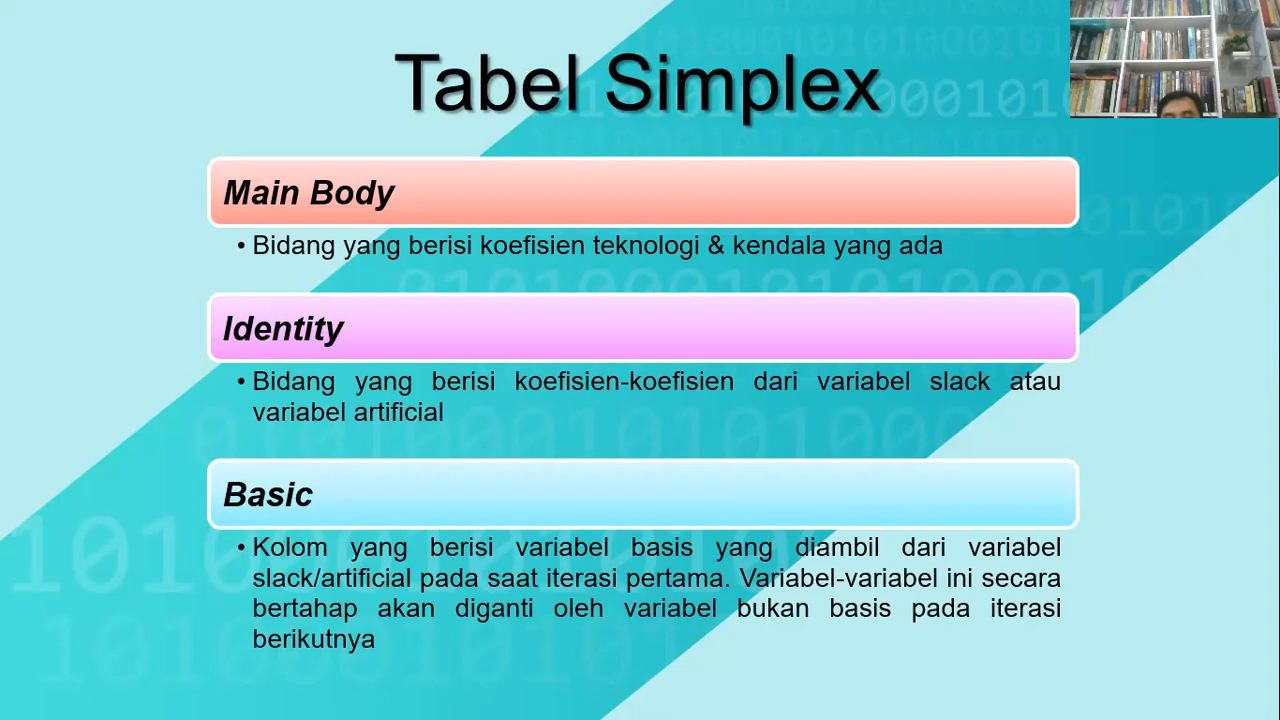 Tabel Simplex
Main Body
• Bidang yang berisi koefisien teknologi & kendala yang ada
Identity
• Bidang yang berisi koefisien-koefisien dari variabel slack atau
variabel artificial
Basic
• Kolom yang berisi variabel basis yang diambil dari variabel
slack/artificial pada saat iterasi pertama. Variabel-variabel ini secara
bertahap akan diganti oleh variabel bukan basis pada iterasi
berikutnya